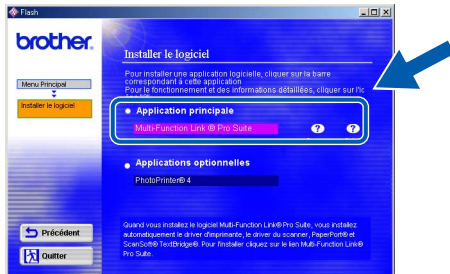 Flash
brother.
Installer le logiciel
Menu Principal
Installer le logiciel
Pour installer une application logicielle, cliquer sur la barre
correspondant à cette application
Pour le fonctionnement et des informations détaillées, cliquer sur l'ic
Application principale
Multi-Function Link ® Pro Suite
? ?
Applications optionnelles
PhotoPrinter® 4
Précédent
Quitter
Quand vous installez le logiciel Multi-Function Link® Pro Suite, vous installez
automatiquement le driver d'imprimante, le driver du scanner, PaperPort® et
ScanSoft® TextBridge®. Pour l'installer cliquez sur le lien Multi-Function Link®
Pro Suite.